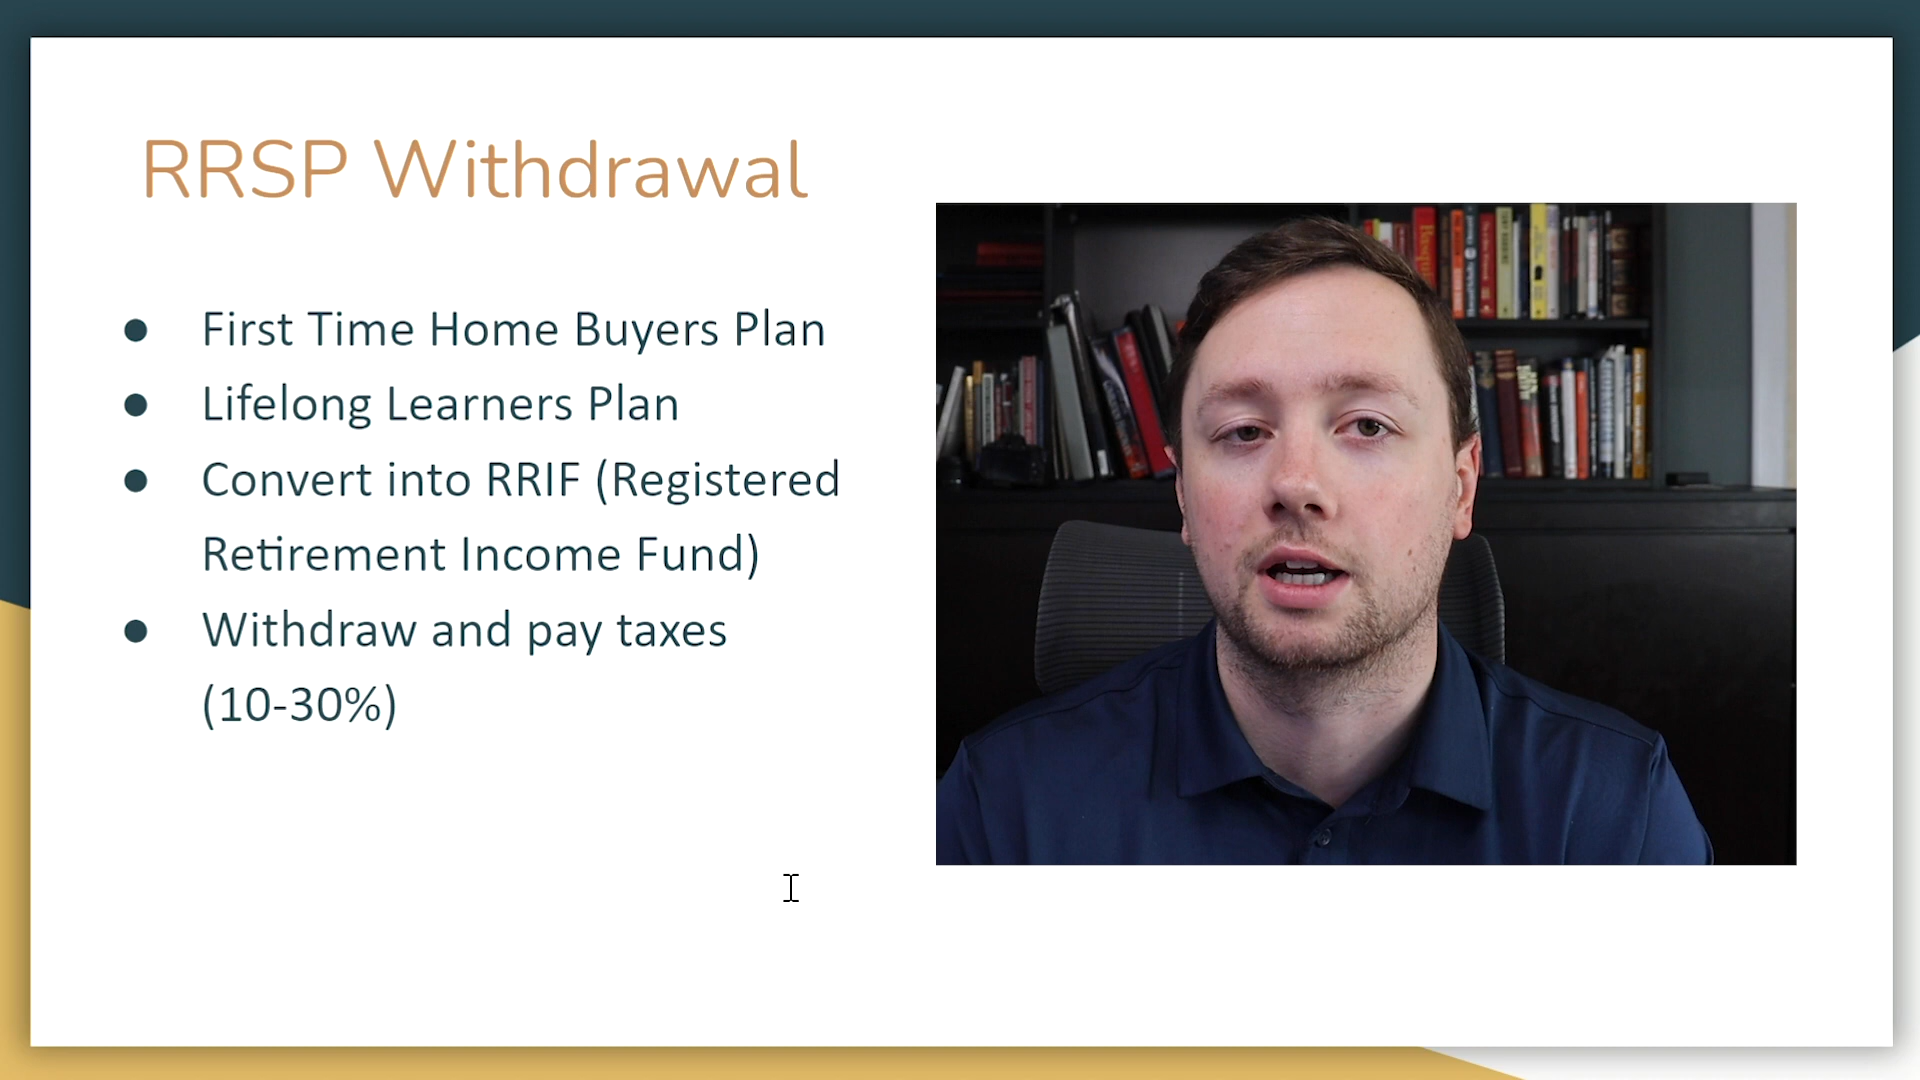 RRSP Withdrawal
● First Time Home Buyers Plan
● Lifelong Learners Plan
● Convert into RRIF (Registered
Retirement Income Fund)
● Withdraw and pay taxes
(10-30%)